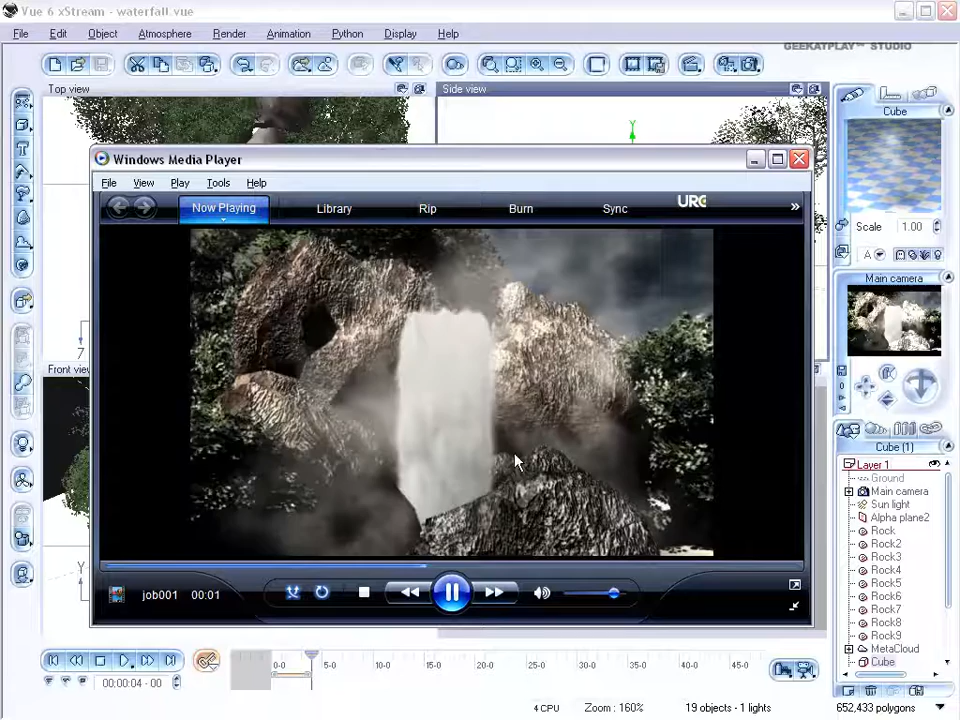 Vue 6 xStream - waterfall.vue
File Edit Object Atmosphere Render Animation Python Display Help
GEEKATPLAY™ STUDIO
Top view
Side view
Cube
Y
Windows Media Player
File View Play Tools Help
Now Playing Library Rip Burn Sync URG »
Scale 1.00
A
Main camera
Z
Front view
0
Cube (1)
Layer 1
Ground
Main camera
Sun light
Alpha plane2
Rock
Rock2
Rock3
Rock4
Rock5
Rock6
Rock7
Rock8
Rock9
MetaCloud
Cube
Y
job001 00:01
0-0 5-0 10-0 15-0 20-0 25-0 30-0 35-0 40-0 45-0
00:00:04 - 00
4 CPU Zoom : 160% 19 objects - 1 lights 652,433 polygons